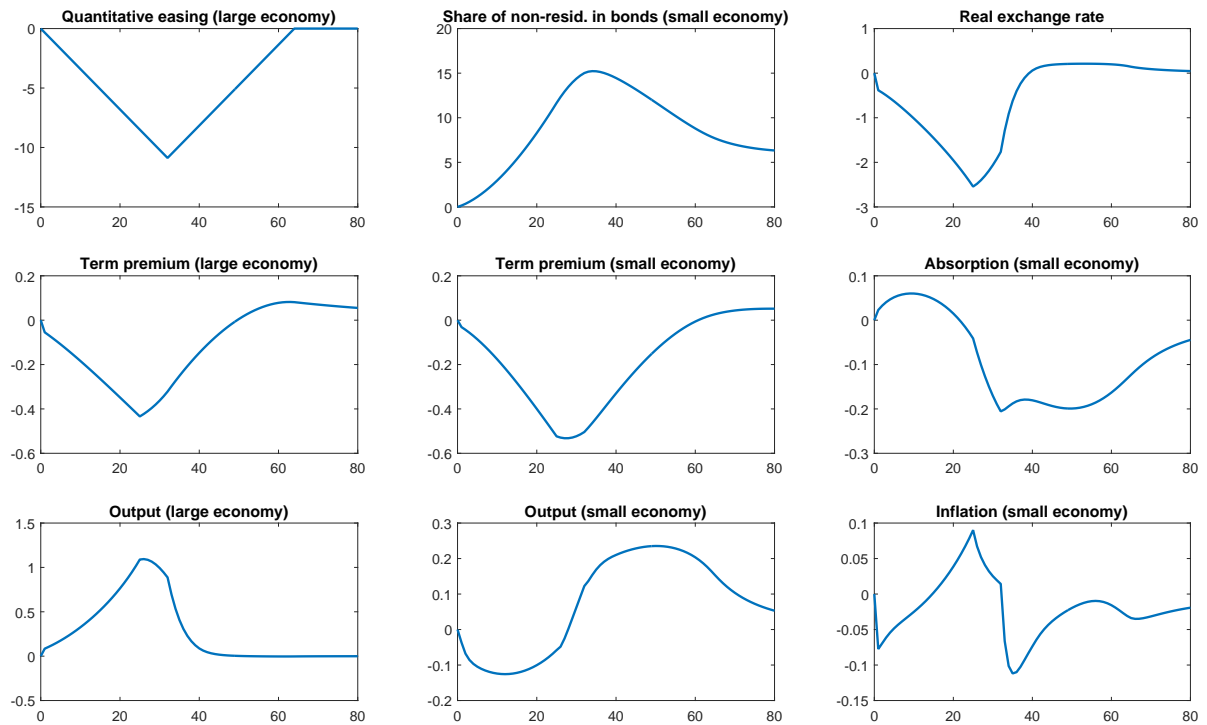 Quantitative easing (large economy)
0
-5
-10
-15
0 20 40 60 80
Share of non-resid. in bonds (small economy)
20
15
10
5
0
0 20 40 60 80
Real exchange rate
1
0
-1
-2
-3
0 20 40 60 80
Term premium (large economy)
0.2
0
-0.2
-0.4
-0.6
0 20 40 60 80
Term premium (small economy)
0.2
0
-0.2
-0.4
-0.6
0 20 40 60 80
Absorption (small economy)
0.1
0
-0.1
-0.2
-0.3
0 20 40 60 80
Output (large economy)
1.5
1
0.5
0
-0.5
0 20 40 60 80
Output (small economy)
0.3
0.2
0.1
0
-0.1
-0.2
0 20 40 60 80
Inflation (small economy)
0.1
0.05
0
-0.05
-0.1
-0.15
0 20 40 60 80